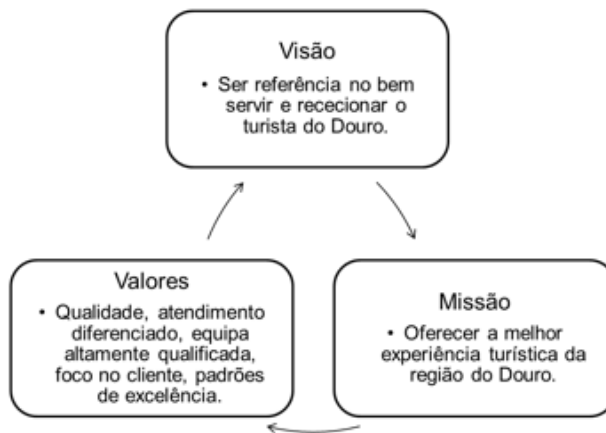 Visão
• Ser referência no bem
servir e rececionar o
turista do Douro.
Valores
• Qualidade, atendimento
diferenciado, equipa
altamente qualificada,
foco no cliente, padrões
de excelência.
Missão
• Oferecer a melhor
experiência turística da
região do Douro.